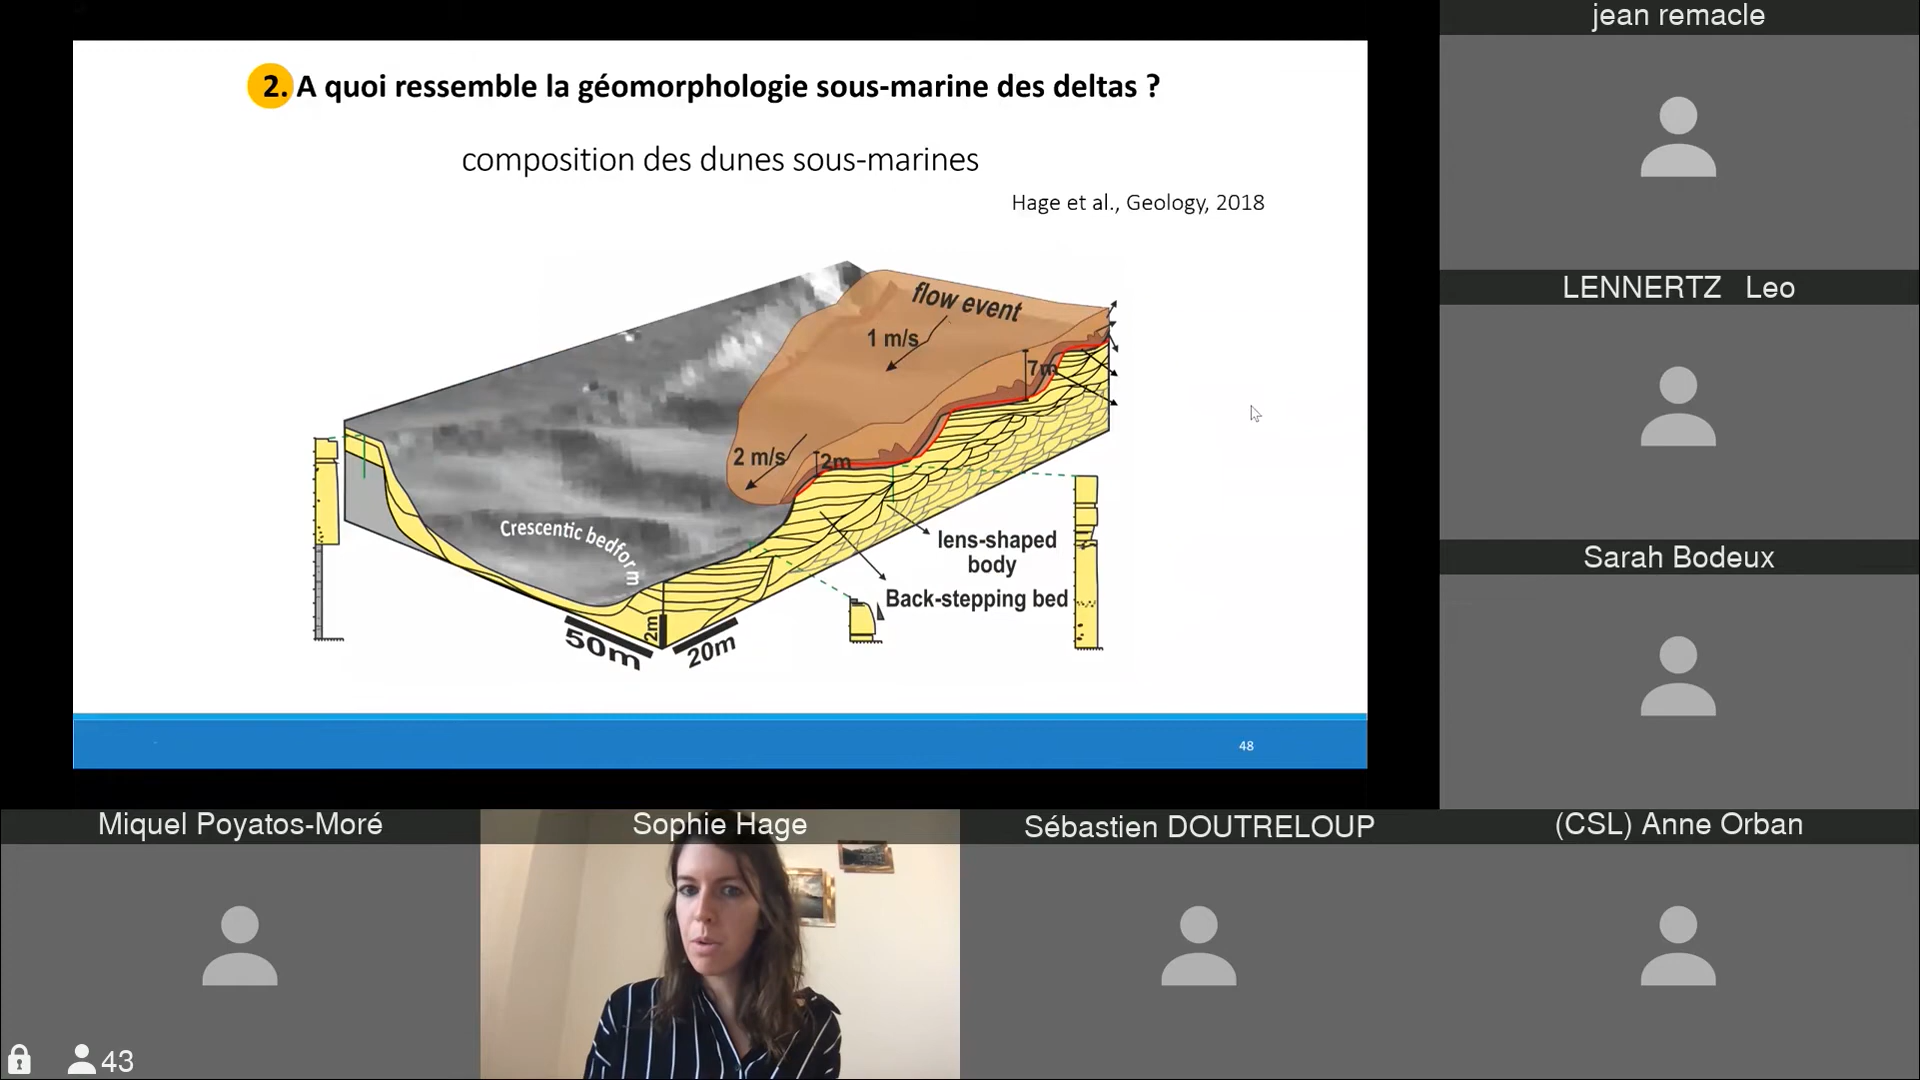 jean remacle
2. A quoi ressemble la géomorphologie sous-marine des deltas ?
composition des dunes sous-marines
Hage et al., Geology, 2018
LENNERTZ Leo
flow event
1 m/s
7m
2 m/s
2m
Crescentic bedform
lens-shaped
body
Back-stepping bed
2m
50m
20m
Sarah Bodeux
48
Miquel Poyatos-Moré
Sophie Hage
Sébastien DOUTRELOUP
(CSL) Anne Orban
43